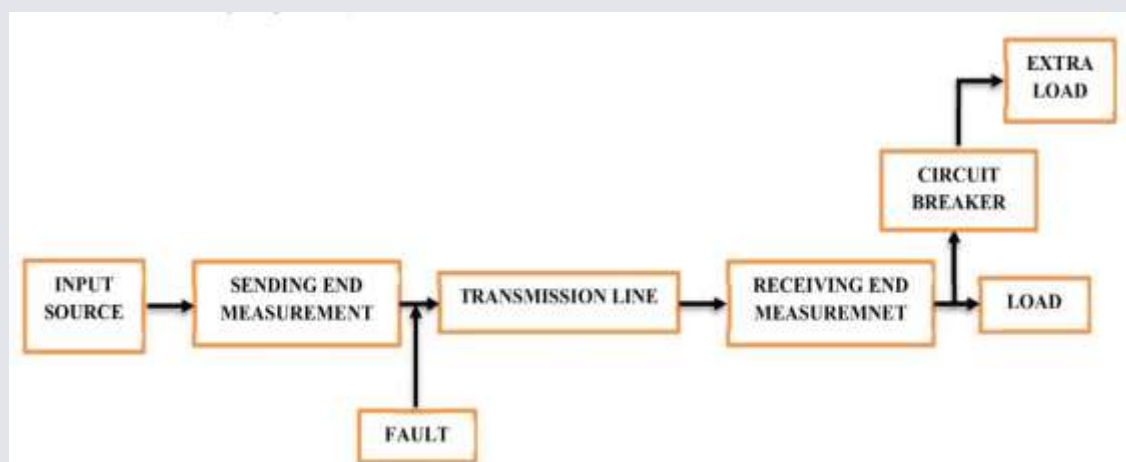 EXTRA
LOAD
CIRCUIT
BREAKER
INPUT
SOURCE
SENDING END
MEASUREMENT
TRANSMISSION LINE
RECEIVING END
MEASUREMNET
LOAD
FAULT